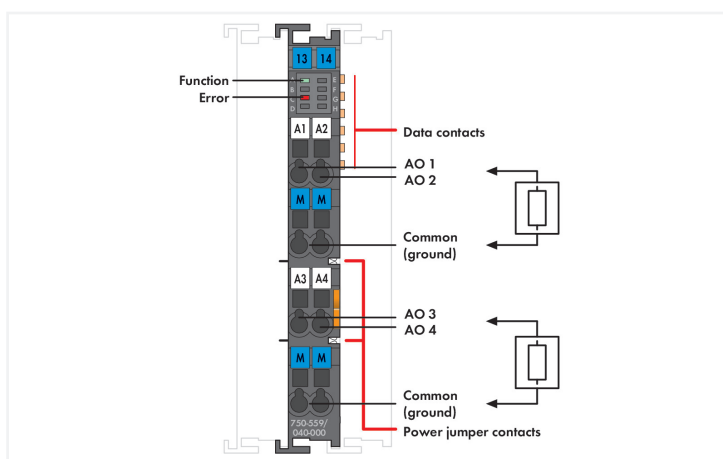 13 14
Function
Error
A
B
C
D
E
F
G
H
A1 A2
Data contacts
AO 1
AO 2
M M
Common
(ground)
A3 A4
AO 3
AO 4
M M
Common
(ground)
750-559/
040-000
Power jumper contacts